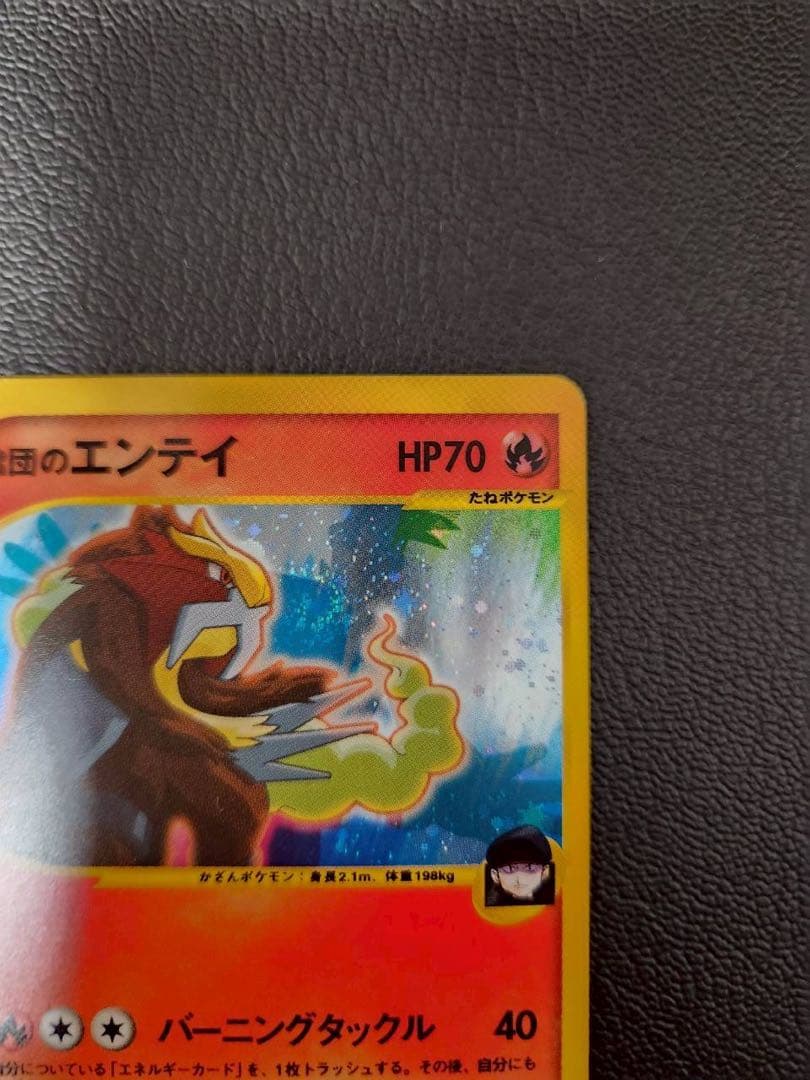 団のエンテイ HP70
たねポケモン
かざんポケモン：身長2.1m、体重198kg
バーニングタックル 40
自分についている「エネルギーカード」を、1枚トラッシュする。その後、自分にも